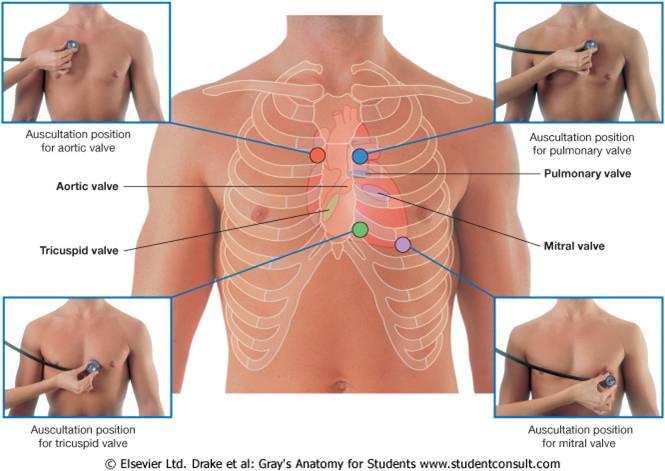 Auscultation position
for aortic valve
Auscultation position
for pulmonary valve
Aortic valve
Pulmonary valve
Tricuspid valve
Mitral valve
Auscultation position
for tricuspid valve
Auscultation position
for mitral valve
© Elsevier Ltd. Drake et al: Gray's Anatomy for Students www.studentconsult.com